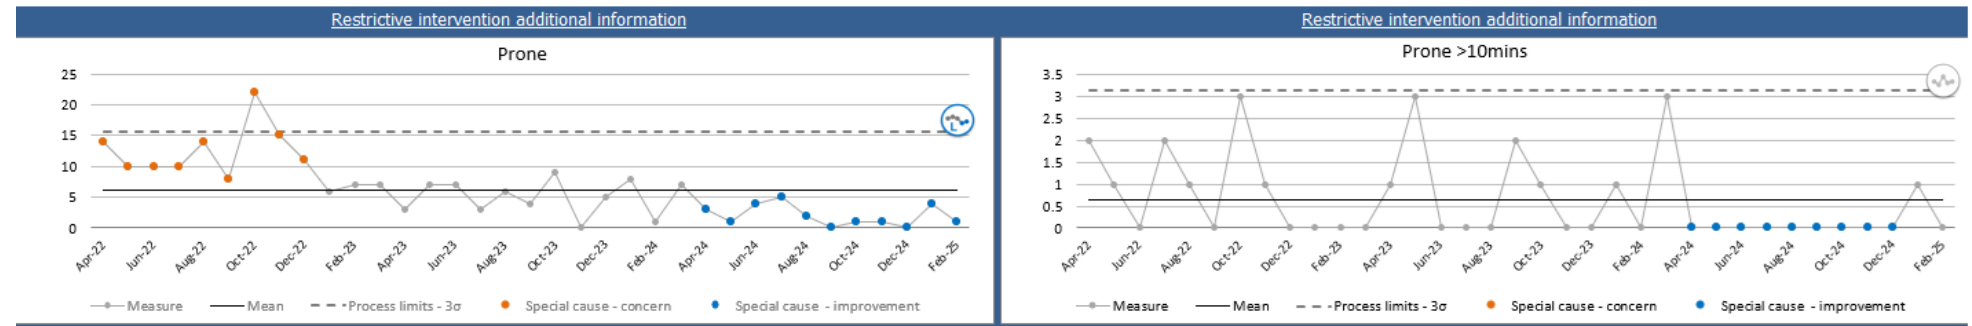 Restrictive intervention additional information
Prone
25
20
15
10
5
0
L
Apr-22 Jun-22 Aug-22 Oct-22 Dec-22 Feb-23 Apr-23 Jun-23 Aug-23 Oct-23 Dec-23 Feb-24 Apr-24 Jun-24 Aug-24 Oct-24 Dec-24 Feb-25
Measure Mean Process limits - 3σ Special cause - concern Special cause - improvement
Restrictive intervention additional information
Prone >10mins
3.5
3
2.5
2
1.5
1
0.5
0
Apr-22 Jun-22 Aug-22 Oct-22 Dec-22 Feb-23 Apr-23 Jun-23 Aug-23 Oct-23 Dec-23 Feb-24 Apr-24 Jun-24 Aug-24 Oct-24 Dec-24 Feb-25
Measure Mean Process limits - 3σ Special cause - concern Special cause - improvement